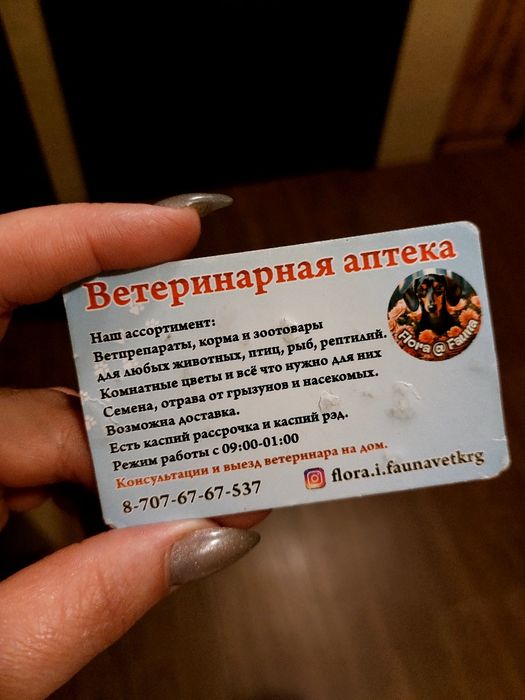 Ветеринарная аптека
Наш ассортимент:
Ветпрепараты, корма и зоотовары
для любых животных, птиц, рыб, рептилий.
Комнатные цветы и всё что нужно для них
Семена, отрава от грызунов и насекомых.
Возможна доставка.
Есть каспий рассрочка и каспий рэд.
Режим работы с 09:00-01:00
Консультации и выезд ветеринара на дом.
8-707-67-67-537
flora.i.faunavetkrg
Flora @ Fauna